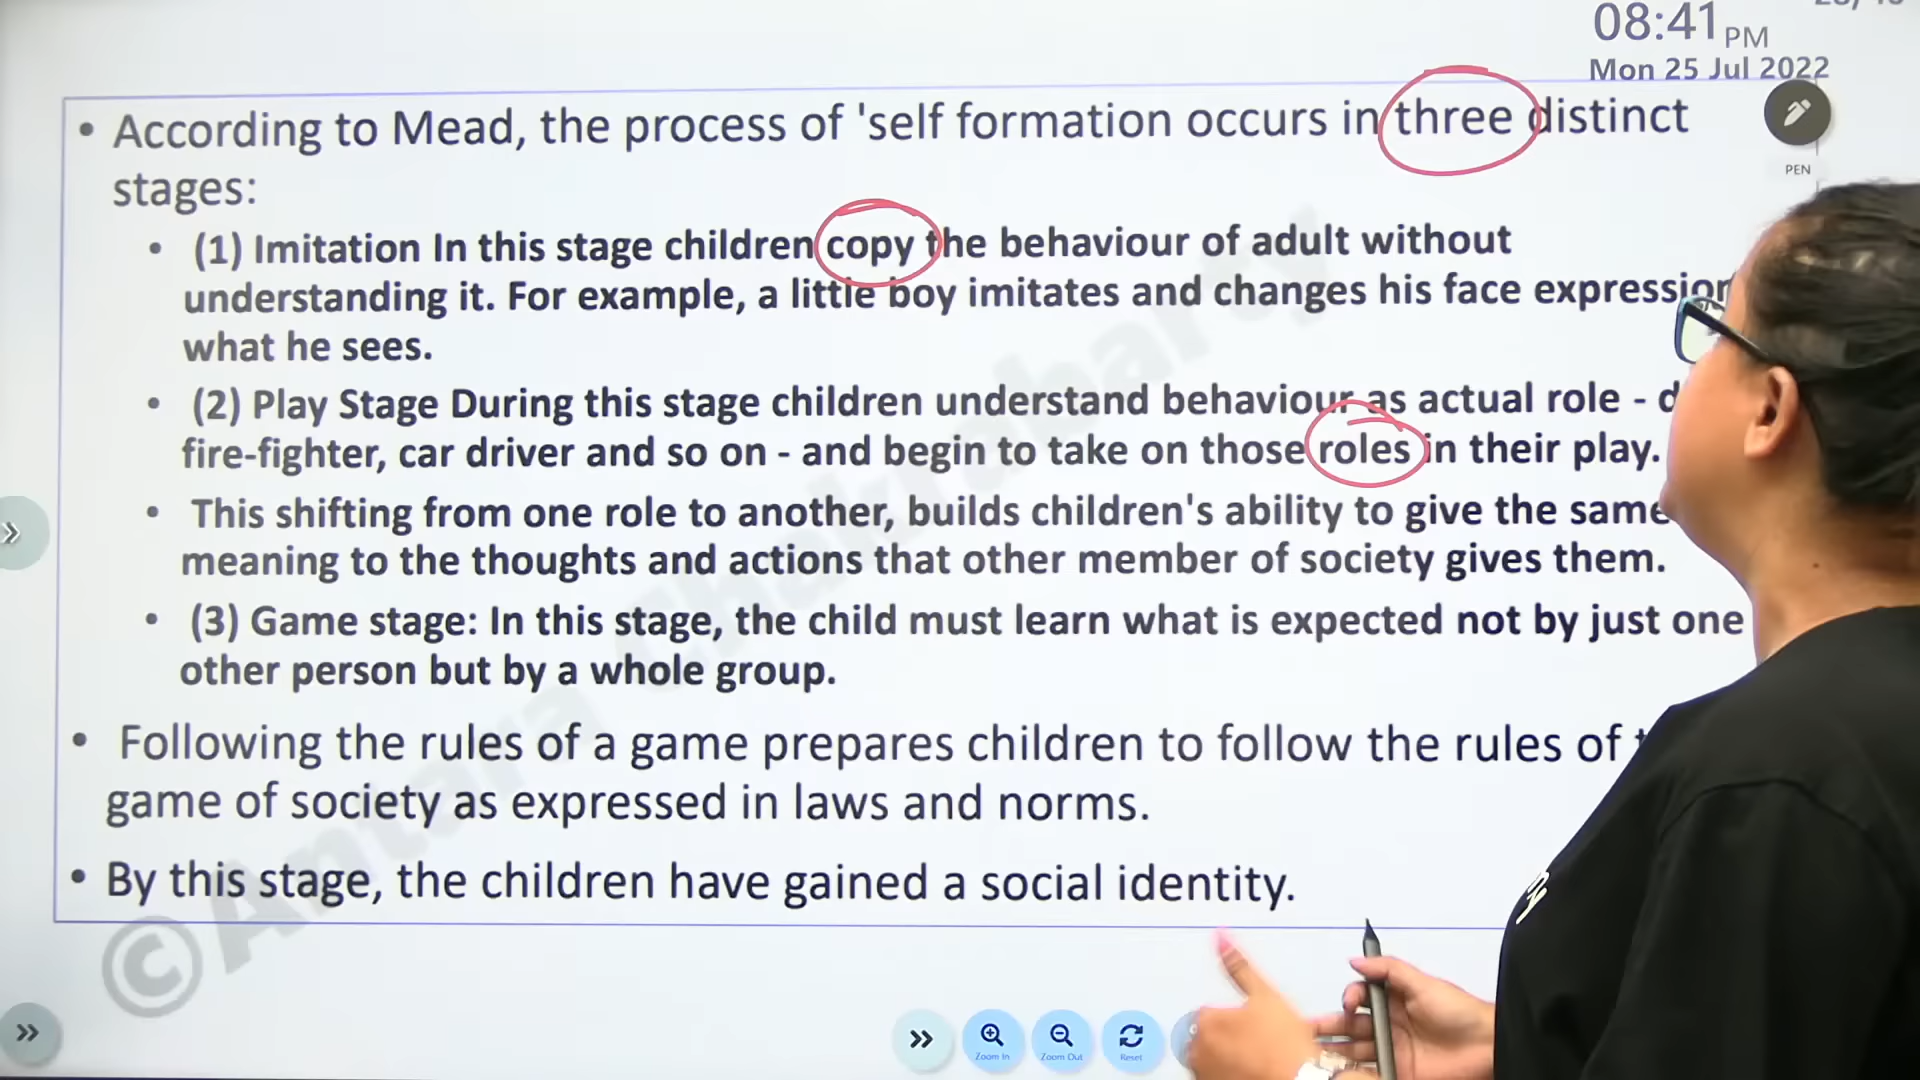 08:41 PM
Mon 25 Jul 2022
PEN
• According to Mead, the process of 'self formation occurs in three distinct
stages:
• (1) Imitation In this stage children copy the behaviour of adult without
understanding it. For example, a little boy imitates and changes his face expression
what he sees.
• (2) Play Stage During this stage children understand behaviour as actual role -
fire-fighter, car driver and so on - and begin to take on those roles in their play.
• This shifting from one role to another, builds children's ability to give the same
meaning to the thoughts and actions that other member of society gives them.
• (3) Game stage: In this stage, the child must learn what is expected not by just one
other person but by a whole group.
• Following the rules of a game prepares children to follow the rules of
game of society as expressed in laws and norms.
• By this stage, the children have gained a social identity.
©Antara Chakrabarty
Zoom In
Zoom Out
Reset